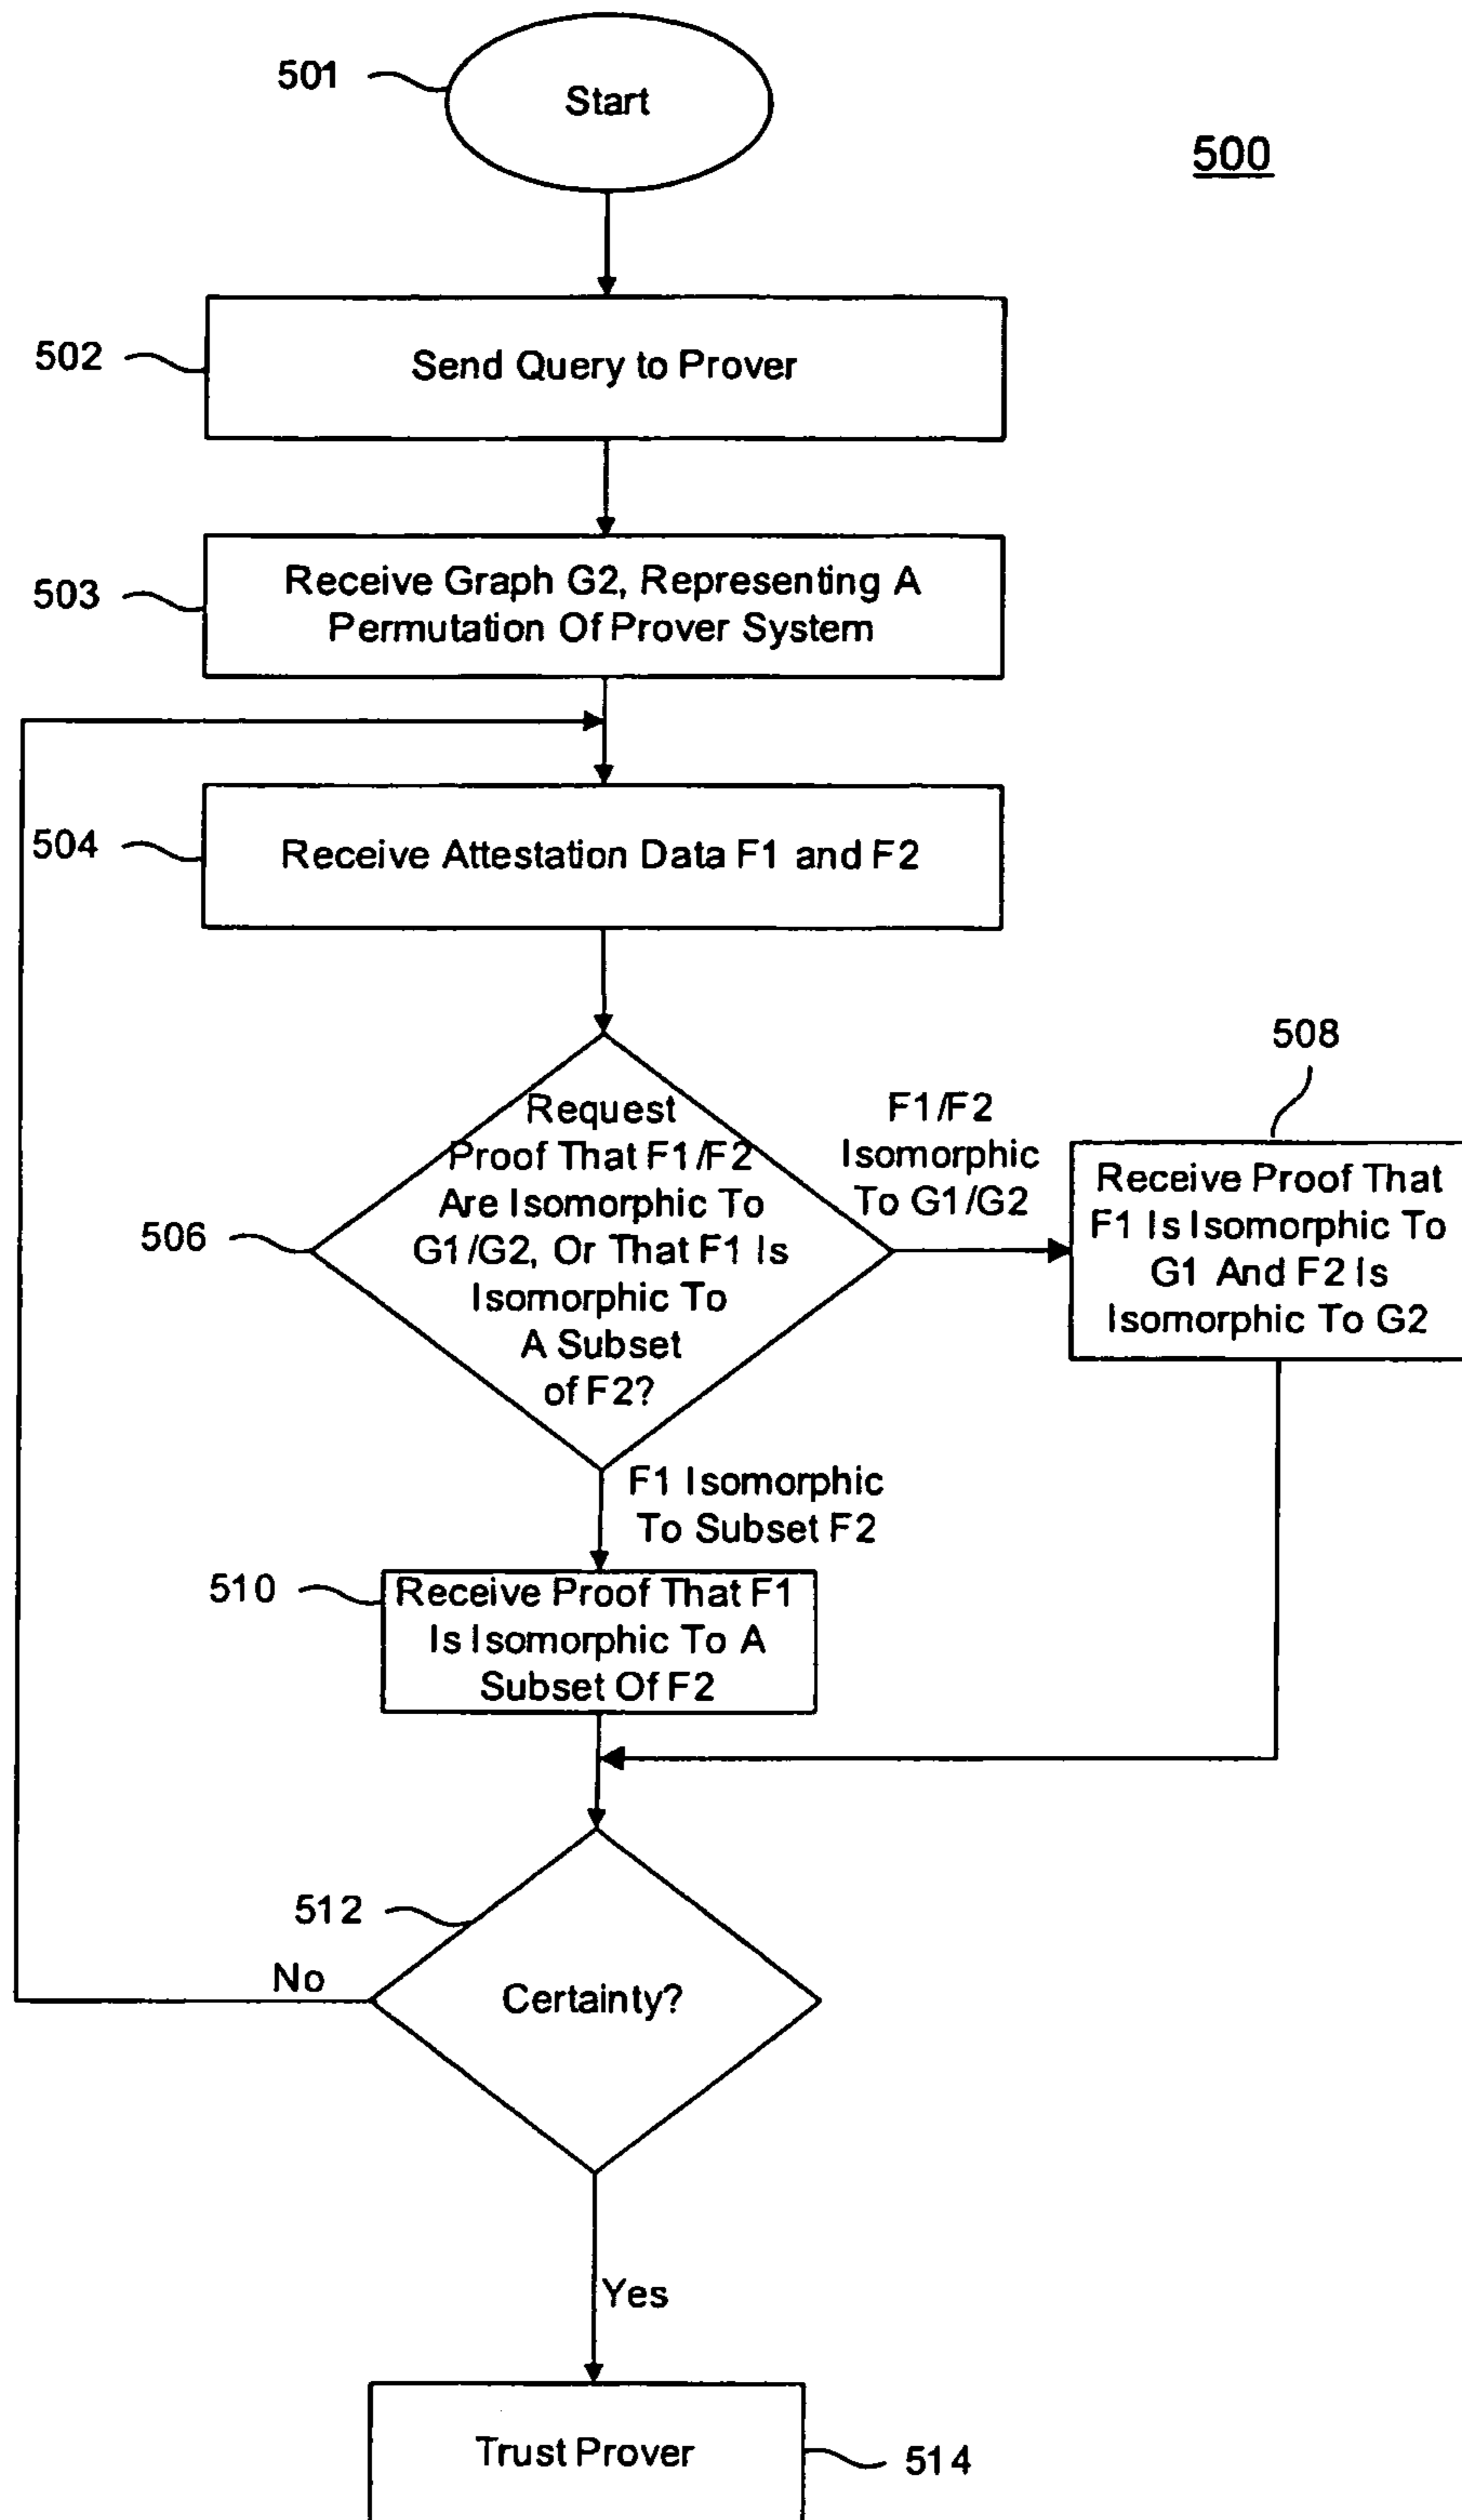 501
Start
500
502
Send Query to Prover
503
Receive Graph G2, Representing A
Permutation Of Prover System
504
Receive Attestation Data F1 and F2
506
Request
Proof That F1/F2
Are Isomorphic To
G1/G2, Or That F1 Is
Isomorphic To
A Subset
of F2?
F1/F2
Isomorphic
To G1/G2
508
Receive Proof That
F1 Is Isomorphic To
G1 And F2 Is
Isomorphic To G2
F1 Isomorphic
To Subset F2
510
Receive Proof That F1
Is Isomorphic To A
Subset Of F2
512
No
Certainty?
Yes
Trust Prover
514